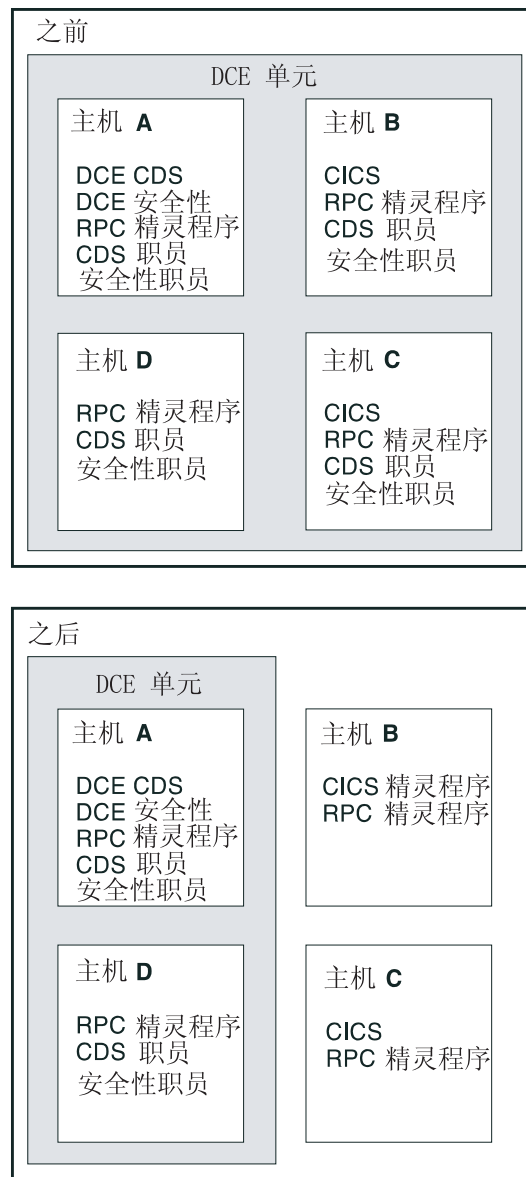 之前
DCE 单元
主机 A
DCE CDS
DCE 安全性
RPC 精灵程序
CDS 职员
安全性职员
主机 B
CICS
RPC 精灵程序
CDS 职员
安全性职员
主机 D
RPC 精灵程序
CDS 职员
安全性职员
主机 C
CICS
RPC 精灵程序
CDS 职员
安全性职员
之后
DCE 单元
主机 A
DCE CDS
DCE 安全性
RPC 精灵程序
CDS 职员
安全性职员
主机 B
CICS 精灵程序
RPC 精灵程序
主机 D
RPC 精灵程序
CDS 职员
安全性职员
主机 C
CICS
RPC 精灵程序